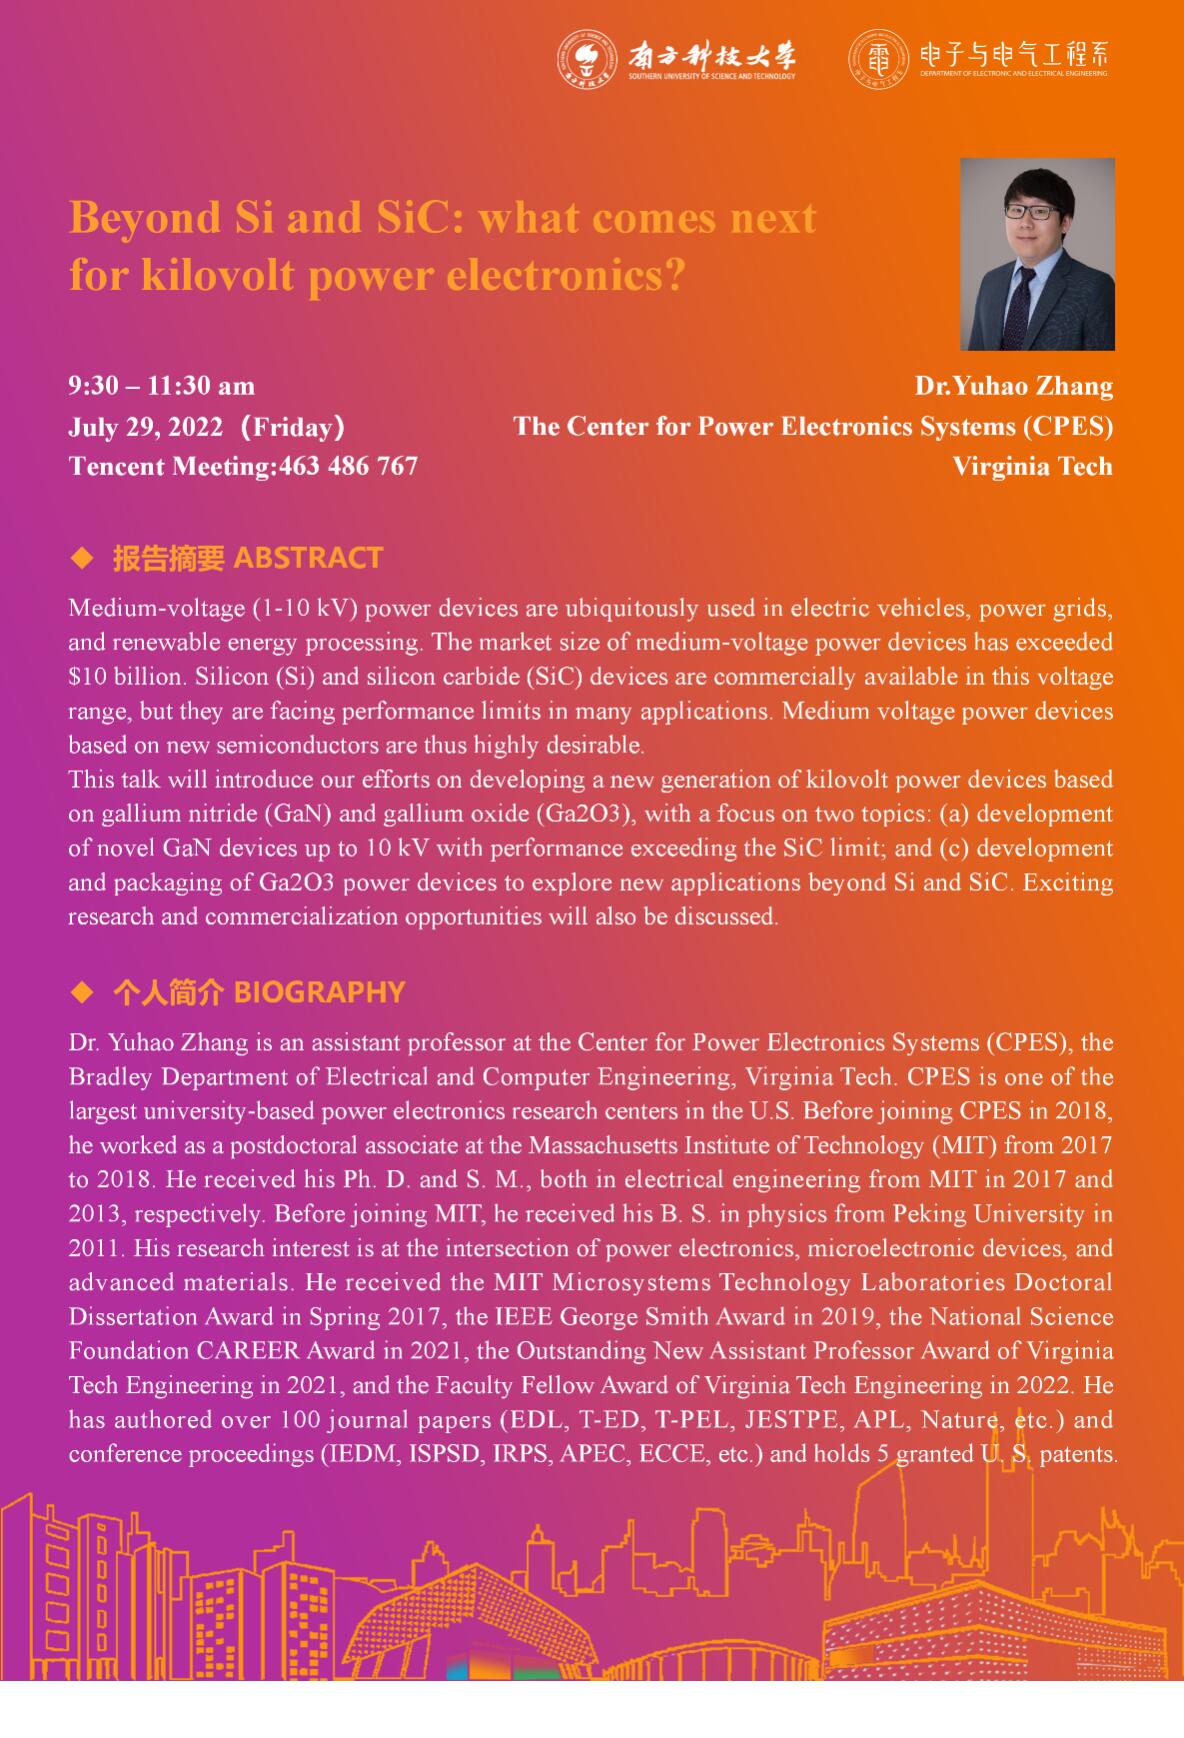 南方科技大学
SOUTHERN UNIVERSITY OF SCIENCE AND TECHNOLOGY
電
电子与电气工程系
DEPARTMENT OF ELECTRONIC AND ELECTRICAL ENGINEERING
Beyond Si and SiC: what comes next
for kilovolt power electronics?
9:30 – 11:30 am
July 29, 2022（Friday）
Tencent Meeting:463 486 767
Dr.Yuhao Zhang
The Center for Power Electronics Systems (CPES)
Virginia Tech
◆ 报告摘要 ABSTRACT
Medium-voltage (1-10 kV) power devices are ubiquitously used in electric vehicles, power grids,
and renewable energy processing. The market size of medium-voltage power devices has exceeded
$10 billion. Silicon (Si) and silicon carbide (SiC) devices are commercially available in this voltage
range, but they are facing performance limits in many applications. Medium voltage power devices
based on new semiconductors are thus highly desirable.
This talk will introduce our efforts on developing a new generation of kilovolt power devices based
on gallium nitride (GaN) and gallium oxide (Ga2O3), with a focus on two topics: (a) development
of novel GaN devices up to 10 kV with performance exceeding the SiC limit; and (c) development
and packaging of Ga2O3 power devices to explore new applications beyond Si and SiC. Exciting
research and commercialization opportunities will also be discussed.
◆ 个人简介 BIOGRAPHY
Dr. Yuhao Zhang is an assistant professor at the Center for Power Electronics Systems (CPES), the
Bradley Department of Electrical and Computer Engineering, Virginia Tech. CPES is one of the
largest university-based power electronics research centers in the U.S. Before joining CPES in 2018,
he worked as a postdoctoral associate at the Massachusetts Institute of Technology (MIT) from 2017
to 2018. He received his Ph. D. and S. M., both in electrical engineering from MIT in 2017 and
2013, respectively. Before joining MIT, he received his B. S. in physics from Peking University in
2011. His research interest is at the intersection of power electronics, microelectronic devices, and
advanced materials. He received the MIT Microsystems Technology Laboratories Doctoral
Dissertation Award in Spring 2017, the IEEE George Smith Award in 2019, the National Science
Foundation CAREER Award in 2021, the Outstanding New Assistant Professor Award of Virginia
Tech Engineering in 2021, and the Faculty Fellow Award of Virginia Tech Engineering in 2022. He
has authored over 100 journal papers (EDL, T-ED, T-PEL, JESTPE, APL, Nature, etc.) and
conference proceedings (IEDM, ISPSD, IRPS, APEC, ECCE, etc.) and holds 5 granted U. S. patents.